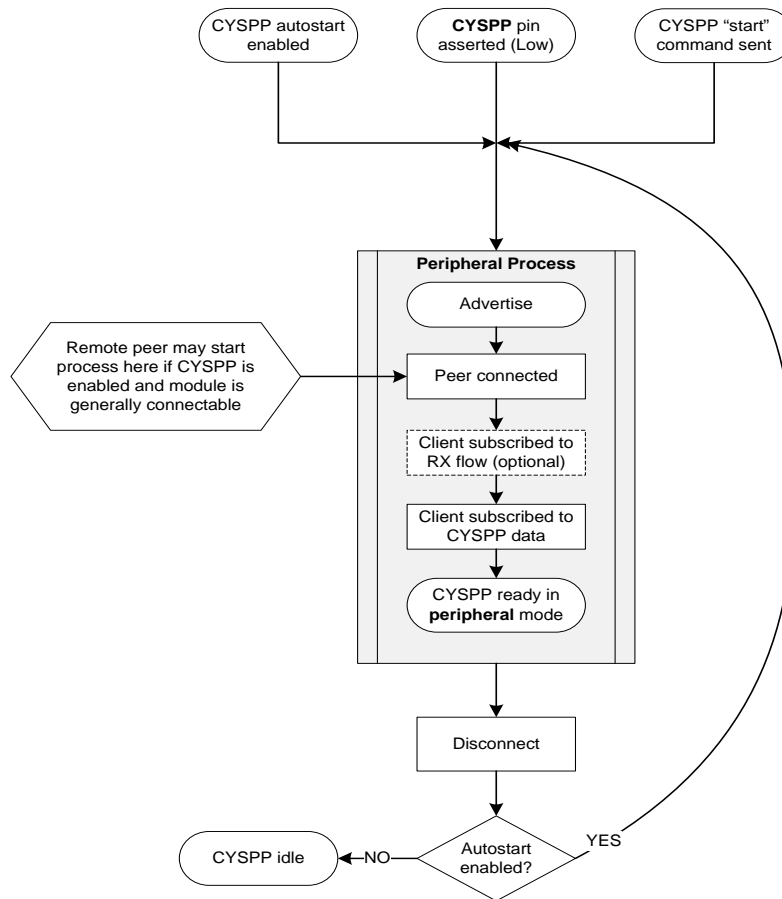 CYSPP autostart
enabled
CYSPP pin
asserted (Low)
CYSPP “start”
command sent
Peripheral Process
Advertise
Remote peer may start
process here if CYSPP is
enabled and module is
generally connectable
Peer connected
Client subscribed to
RX flow (optional)
Client subscribed to
CYSPP data
CYSPP ready in
peripheral mode
Disconnect
Autostart
enabled?
YES
NO
CYSPP idle